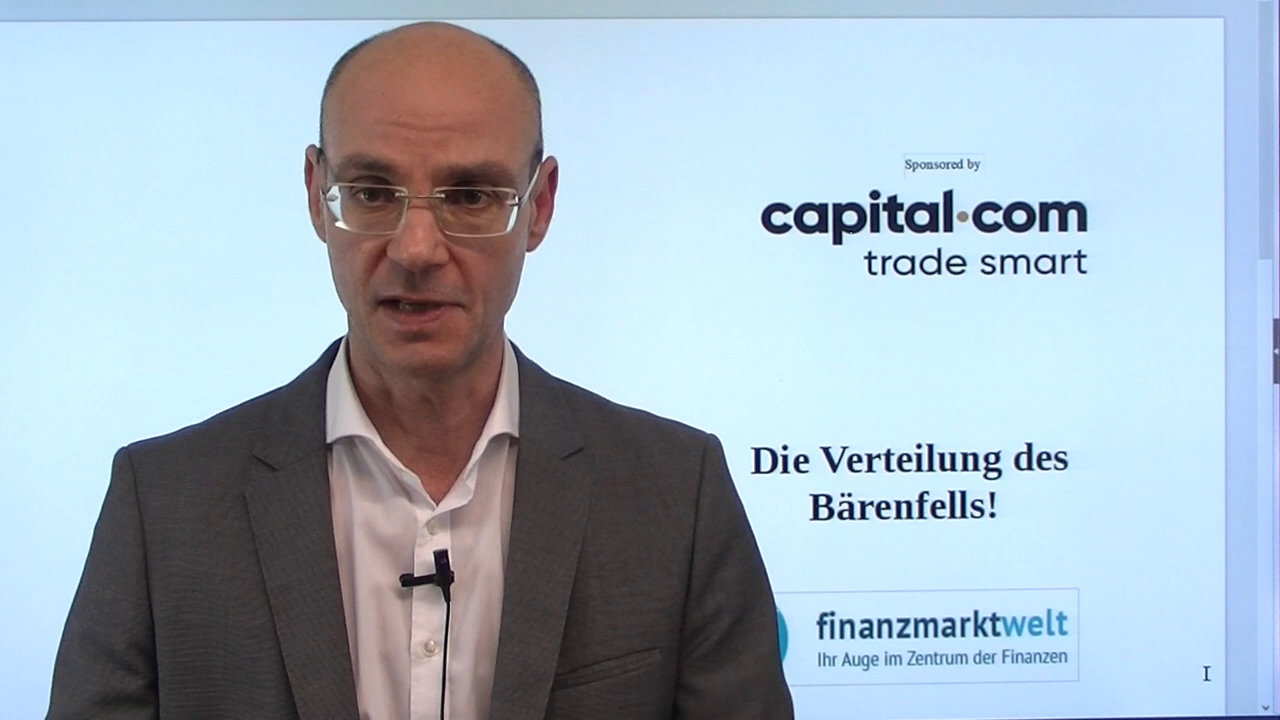 Sponsored by
capital·com
trade smart
Die Verteilung des
Bärenfells!
finanzmarktwelt
Ihr Auge im Zentrum der Finanzen